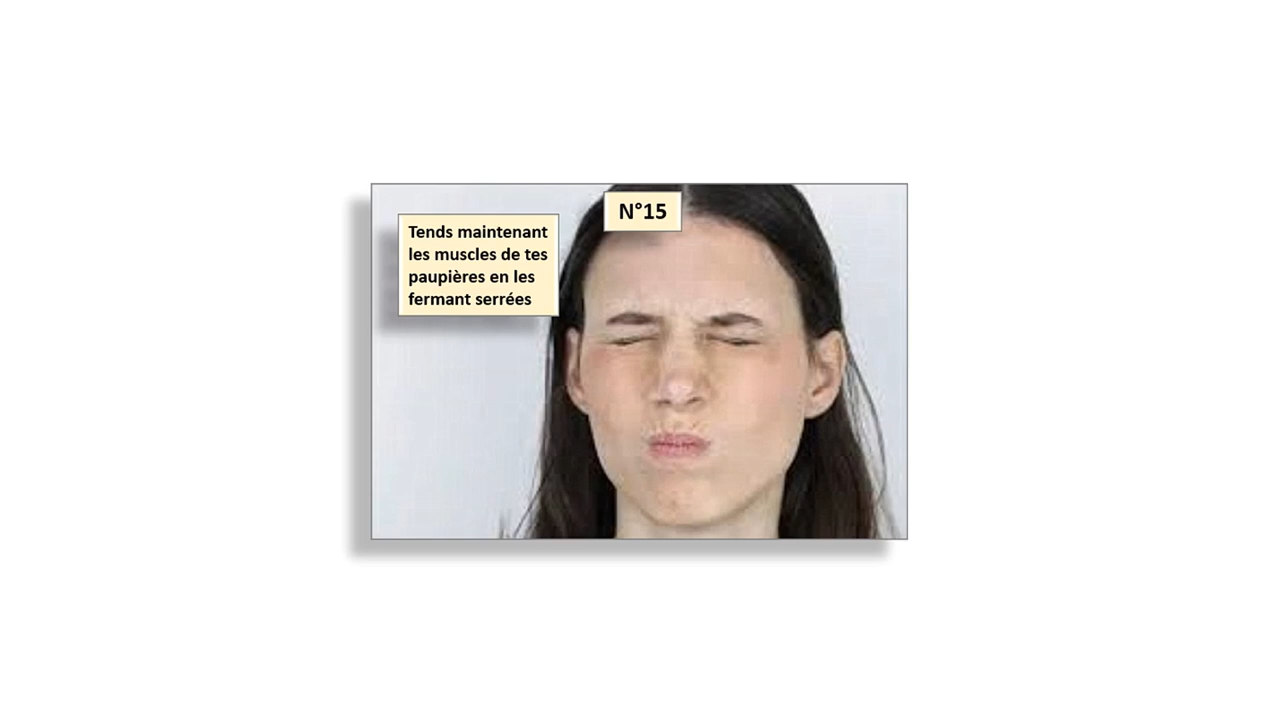 N°15
Tends maintenant
les muscles de tes
paupières en les
fermant serrées